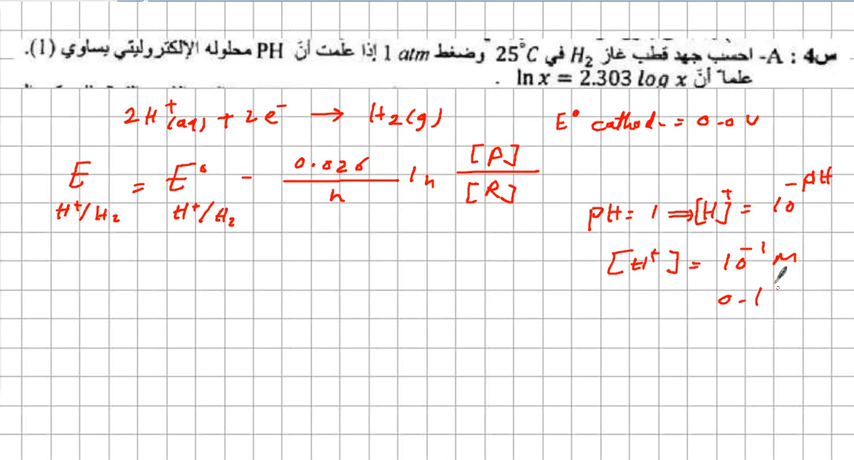 س4 : A- احسب جهد قطب غاز H₂ في 25°C وضغط 1 atm إذا علمت أنّ PH محلوله الإلكتروليتي يساوي (1).
علماً أنّ ln x = 2.303 log x .
2H⁺(aq) + 2e⁻ → H₂(g)
E° cathod- = 0-0 V
E H⁺/H₂ = E° H⁺/H₂ - 0.026/n ln [P]/[R]
pH = 1 ⇒ [H]⁺ = 10^-pH
[H⁺] = 10⁻¹ M
0-1